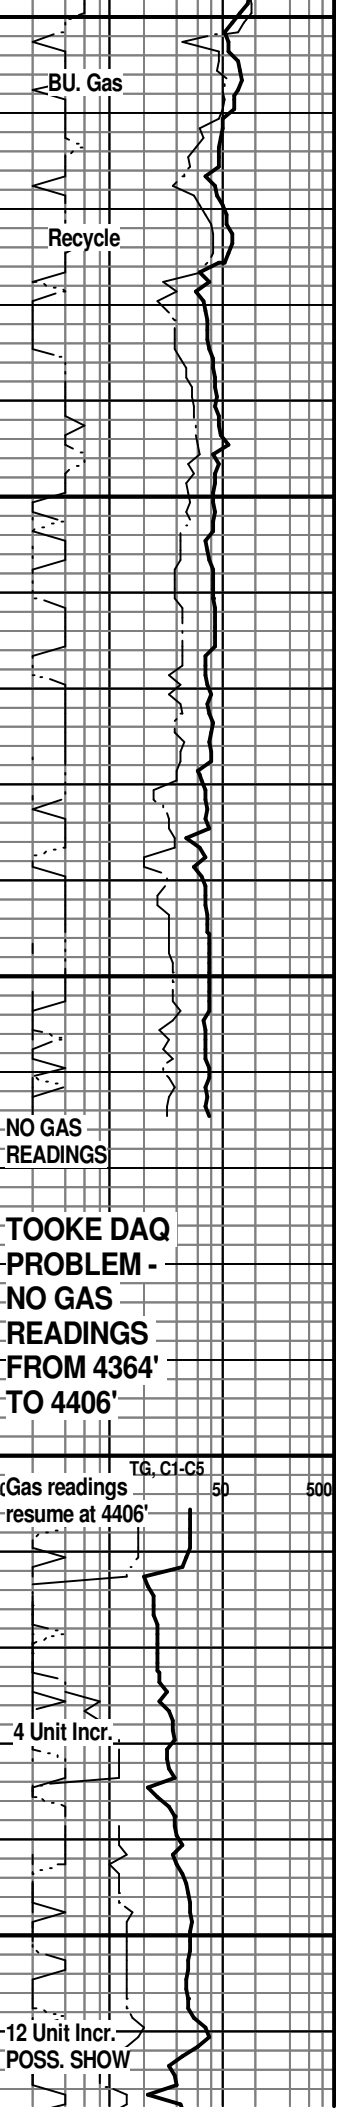 BU. Gas
Recycle
NO GAS
READINGS
TOOKE DAQ
PROBLEM -
NO GAS
READINGS
FROM 4364'
TO 4406'
TG, C1-C5
50 500
Gas readings
resume at 4406'
4 Unit Incr.
12 Unit Incr.
POSS. SHOW